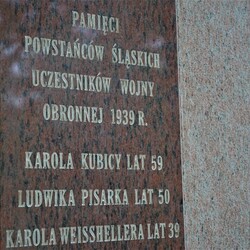 PAMIĘCI
POWSTAŃCÓW ŚLĄSKICH
UCZESTNIKÓW WOJNY
OBRONNEJ 1939 R.
KAROLA KUBICY LAT 59
LUDWIKA PISARKA LAT 50
KAROLA WEISSHELLERA LAT 39